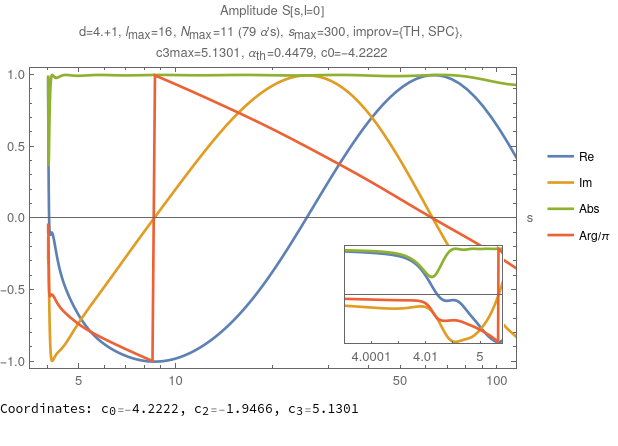 Amplitude S[s,l=0]
d=4.+1, lmax=16, Nmax=11 (79 α's), smax=300, improv={TH, SPC},
c3max=5.1301, αth=0.4479, c0=-4.2222
1.0
0.5
0.0
-0.5
-1.0
5
10
50
100
s
Re
Im
Abs
Arg/π
4.0001
4.01
5
Coordinates: c0=-4.2222, c2=-1.9466, c3=5.1301